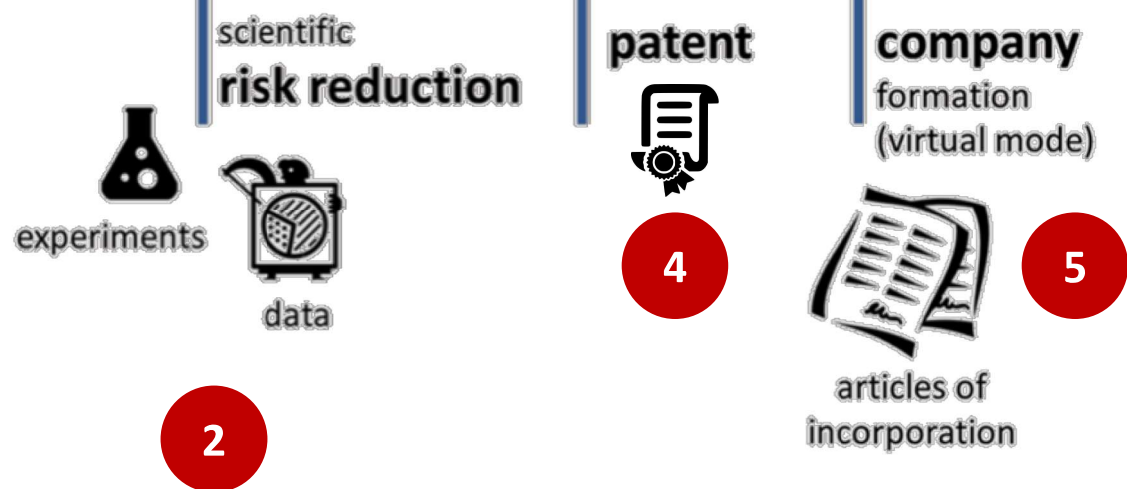 scientific
risk reduction
experiments
data
2
patent
4
company
formation
(virtual mode)
5
articles of
incorporation